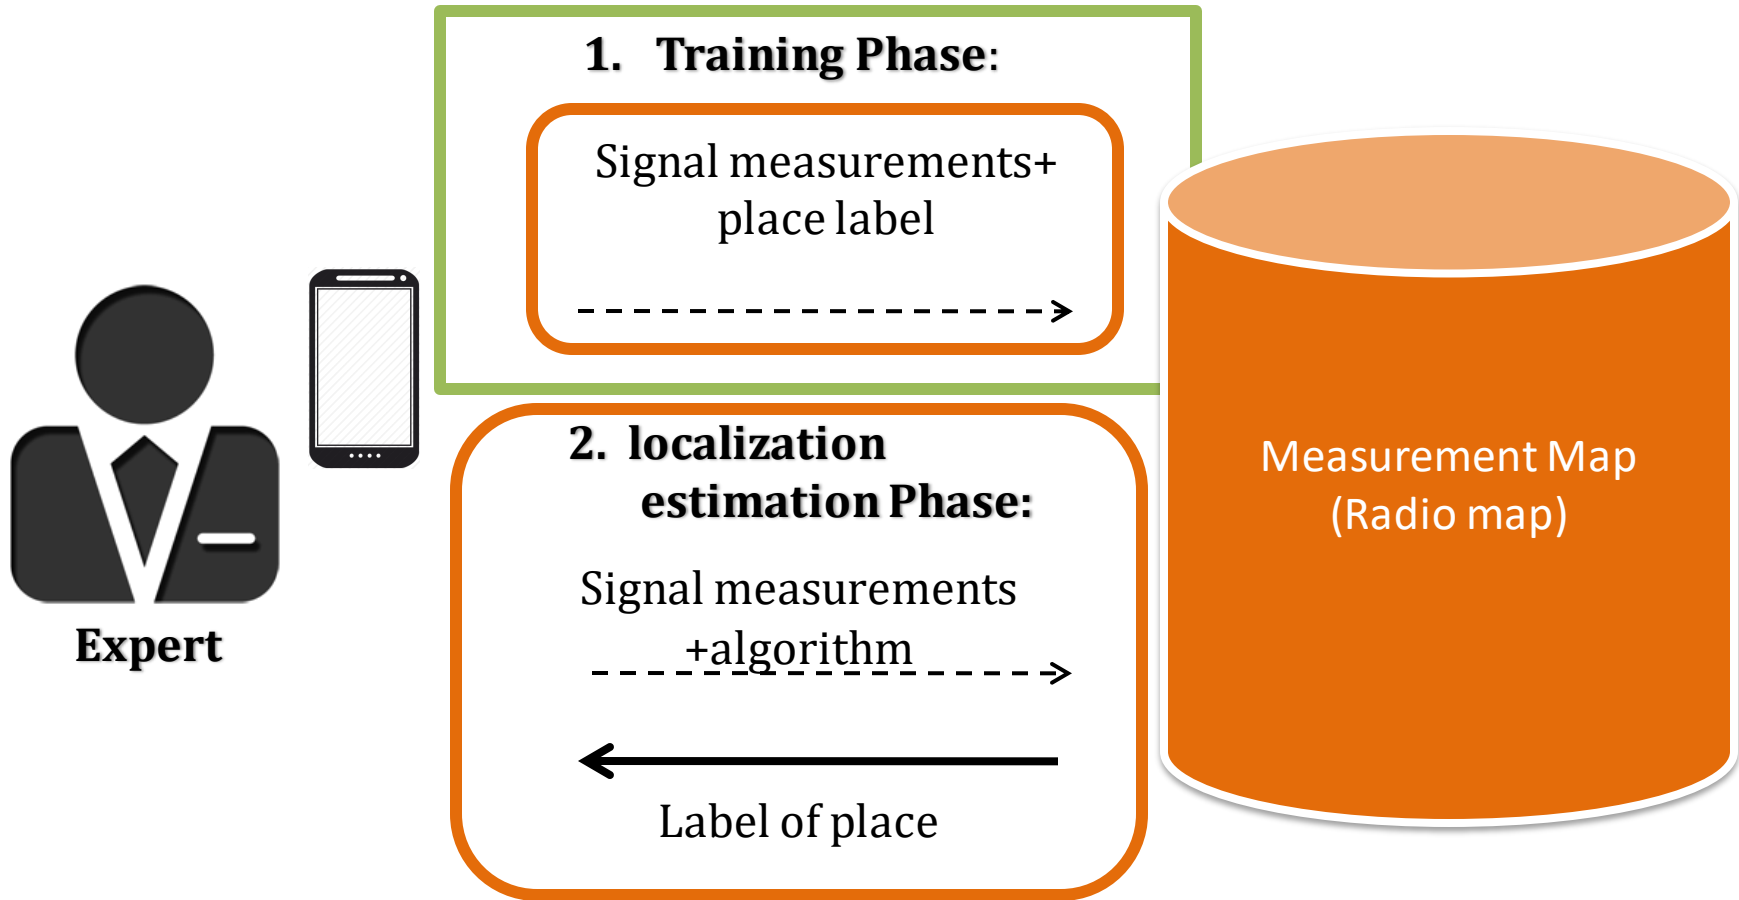 1. Training Phase:
Signal measurements+
place label
2. localization
estimation Phase:
Signal measurements
+algorithm
Label of place
Expert
Measurement Map
(Radio map)